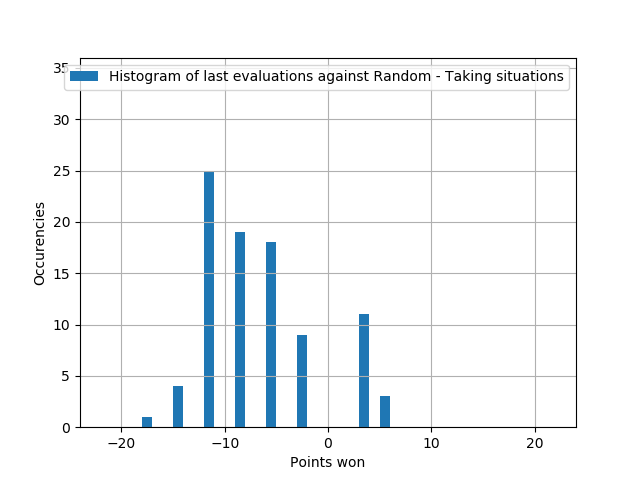 Histogram of last evaluations against Random - Taking situations
35
30
25
20
15
10
5
0
Occurencies
−20 −10 0 10 20
Points won